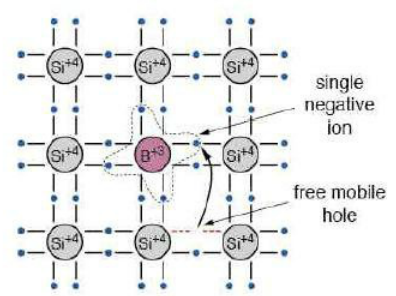 Si+4 Si+4 Si+4
single
negative
ion
Si+4 B+3 Si+4
free mobile
hole
Si+4 Si+4 Si+4